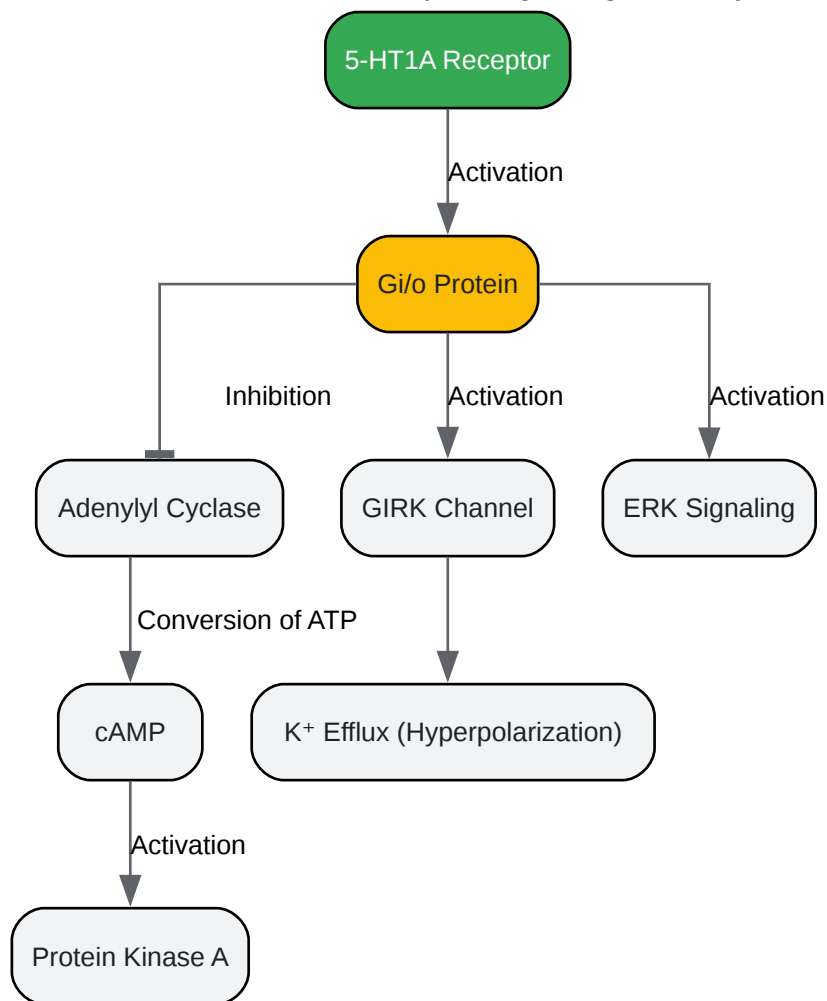 5-HT1A Receptor
Activation
Gi/o Protein
Inhibition
Activation
Activation
Adenylyl Cyclase
GIRK Channel
ERK Signaling
Conversion of ATP
cAMP
K⁺ Efflux (Hyperpolarization)
Activation
Protein Kinase A